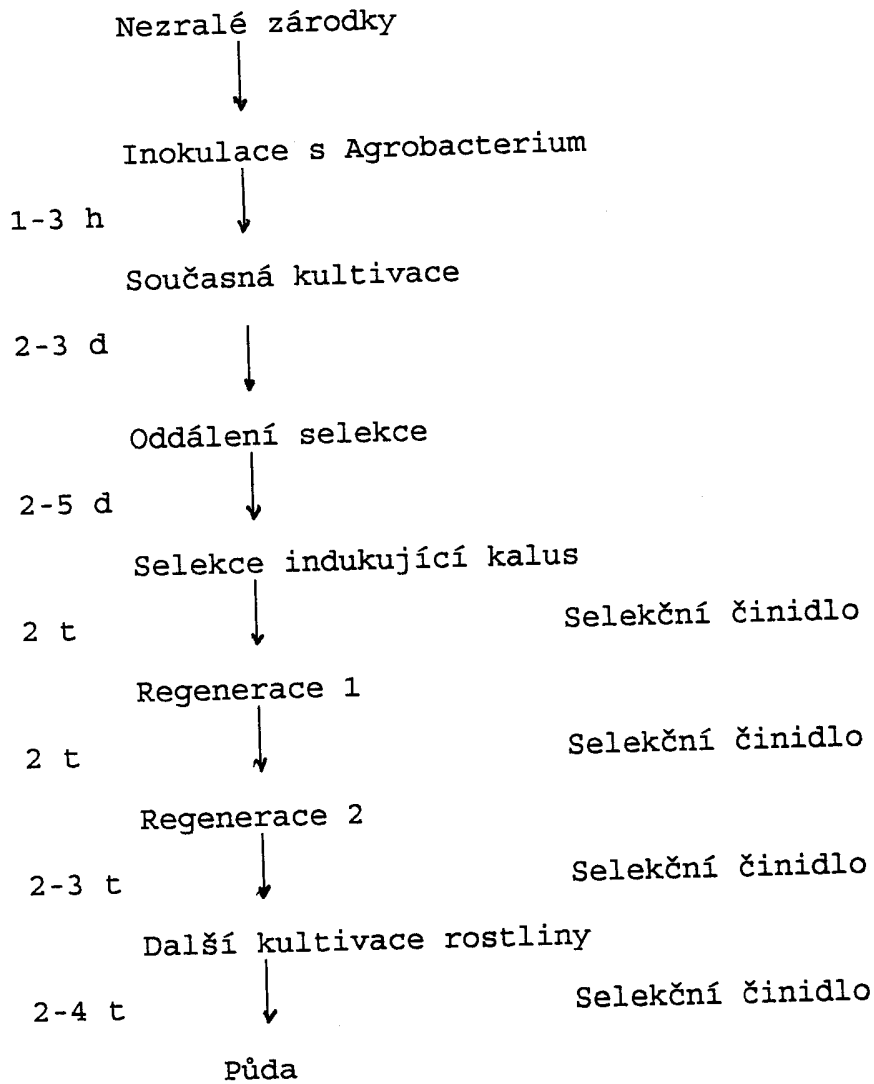 Nezralé zárodky
Inokulace s Agrobacterium
1-3 h
Současná kultivace
2-3 d
Oddálení selekce
2-5 d
Selekce indukující kalus
2 t
Selekční činidlo
Regenerace 1
2 t
Selekční činidlo
Regenerace 2
2-3 t
Selekční činidlo
Další kultivace rostliny
2-4 t
Selekční činidlo
Půda